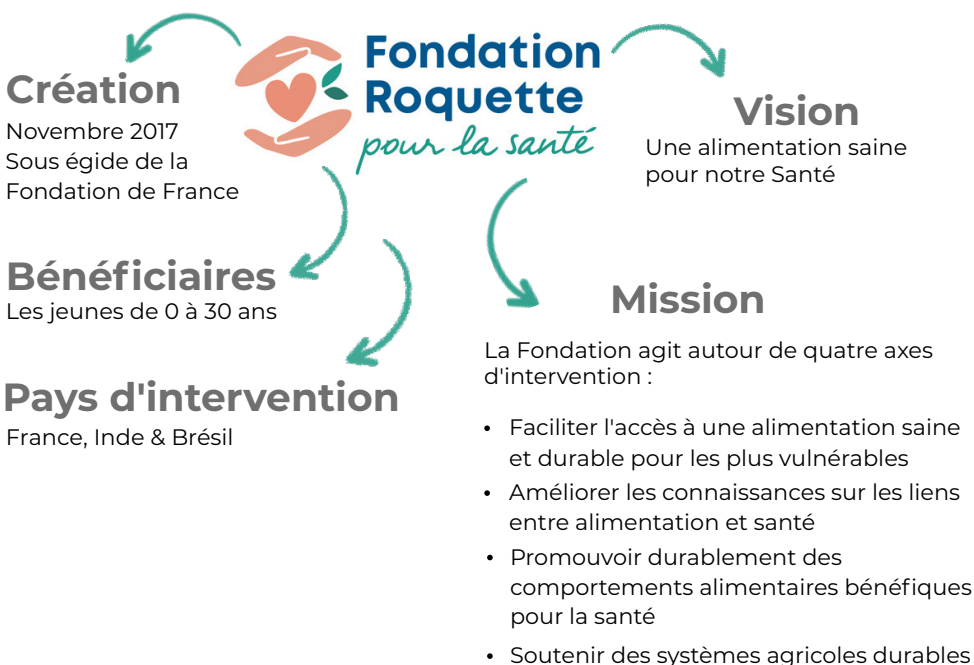 Fondation
Roquette
pour la santé
Création
Novembre 2017
Sous égide de la
Fondation de France
Vision
Une alimentation saine
pour notre Santé
Bénéficiaires
Les jeunes de 0 à 30 ans
Pays d'intervention
France, Inde & Brésil
Mission
La Fondation agit autour de quatre axes
d'intervention :
• Faciliter l'accès à une alimentation saine
et durable pour les plus vulnérables
• Améliorer les connaissances sur les liens
entre alimentation et santé
• Promouvoir durablement des
comportements alimentaires bénéfiques
pour la santé
• Soutenir des systèmes agricoles durables